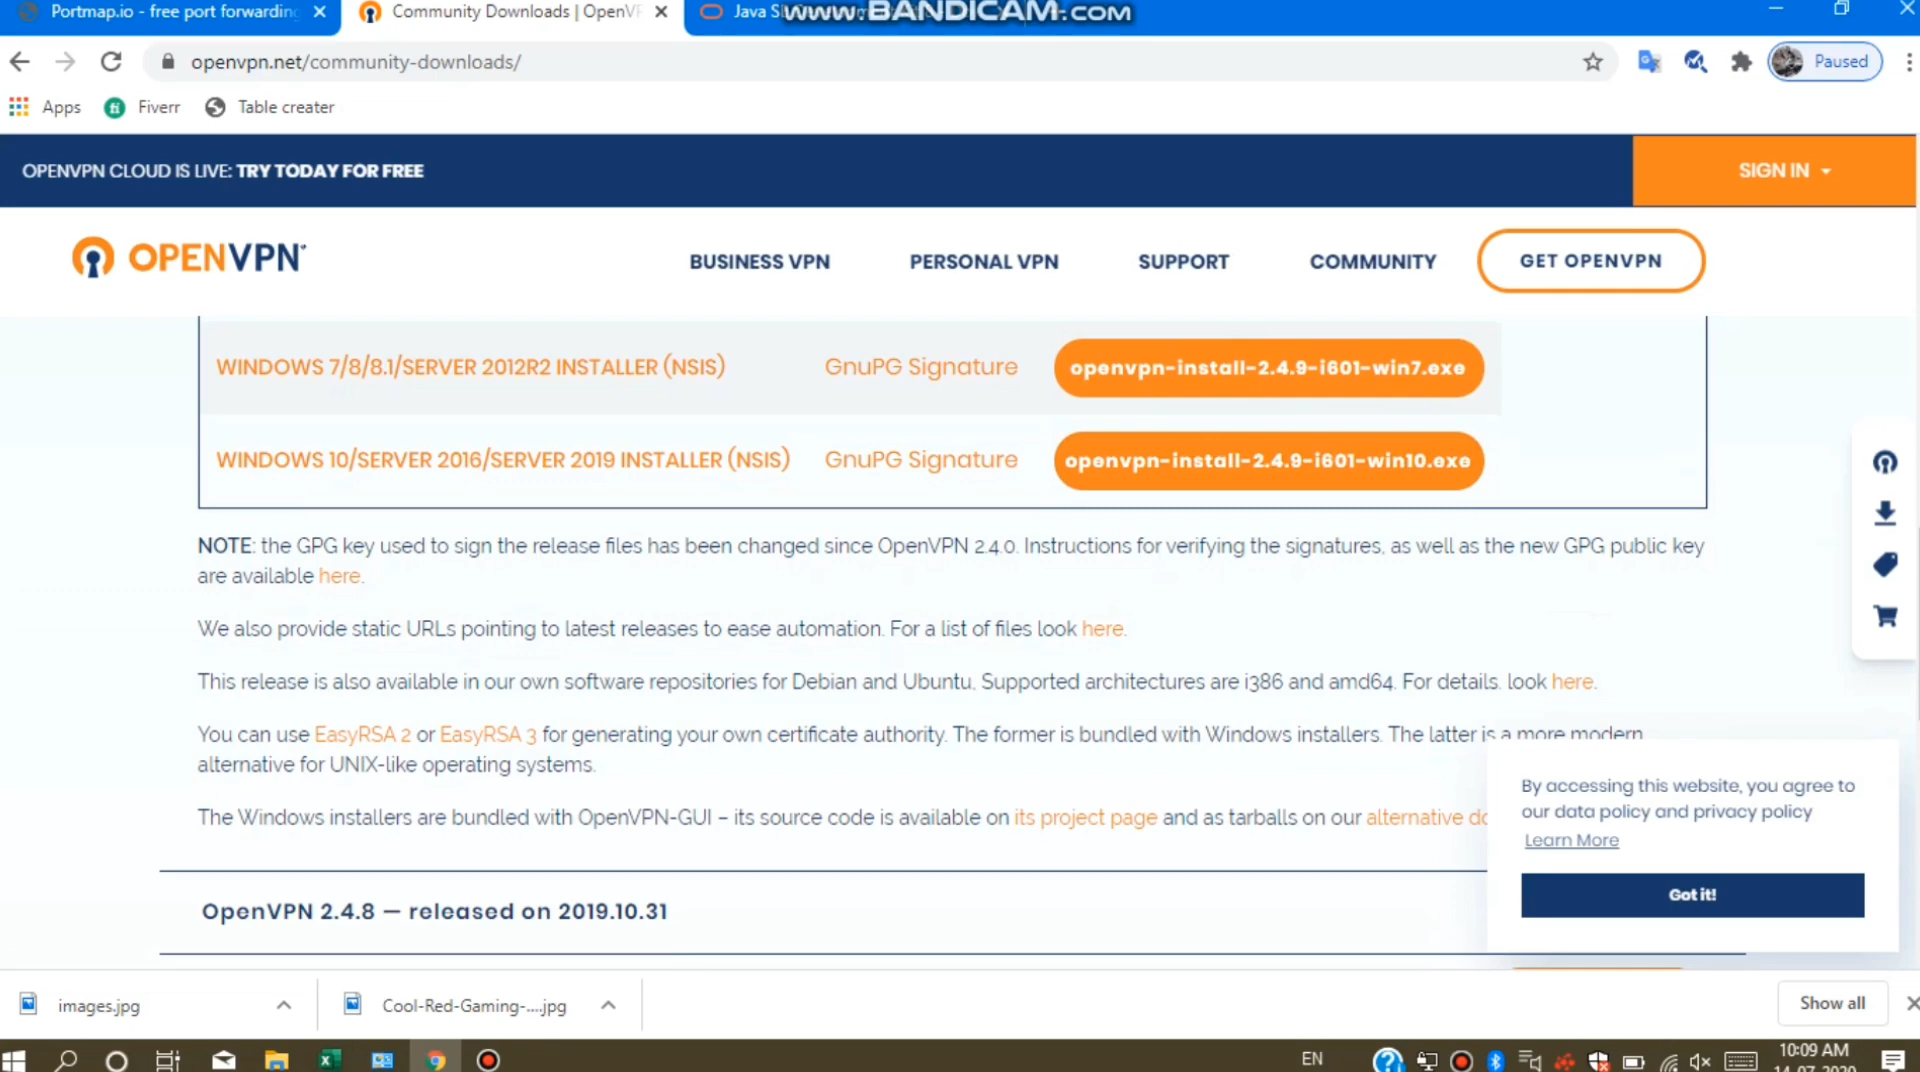 Portmap.io - free port forwarding
Community Downloads | OpenVP
Java S
www.BANDICAM.com
openvpn.net/community-downloads/
Paused
Apps
Fiverr
Table creater
OPENVPN CLOUD IS LIVE: TRY TODAY FOR FREE
SIGN IN
OPENVPN
BUSINESS VPN
PERSONAL VPN
SUPPORT
COMMUNITY
GET OPENVPN
WINDOWS 7/8/8.1/SERVER 2012R2 INSTALLER (NSIS)
GnuPG Signature
openvpn-install-2.4.9-I601-win7.exe
WINDOWS 10/SERVER 2016/SERVER 2019 INSTALLER (NSIS)
GnuPG Signature
openvpn-install-2.4.9-I601-win10.exe
NOTE: the GPG key used to sign the release files has been changed since OpenVPN 2.4.0. Instructions for verifying the signatures, as well as the new GPG public key
are available here.
We also provide static URLs pointing to latest releases to ease automation. For a list of files look here.
This release is also available in our own software repositories for Debian and Ubuntu, Supported architectures are i386 and amd64. For details. look here.
You can use EasyRSA 2 or EasyRSA 3 for generating your own certificate authority. The former is bundled with Windows installers. The latter is a more modern
alternative for UNIX-like operating systems.
The Windows installers are bundled with OpenVPN-GUI – its source code is available on its project page and as tarballs on our alternative do
By accessing this website, you agree to
our data policy and privacy policy
Learn More
Got it!
OpenVPN 2.4.8 — released on 2019.10.31
images.jpg
Cool-Red-Gaming-....jpg
Show all
EN
10:09 AM
14-07-2020